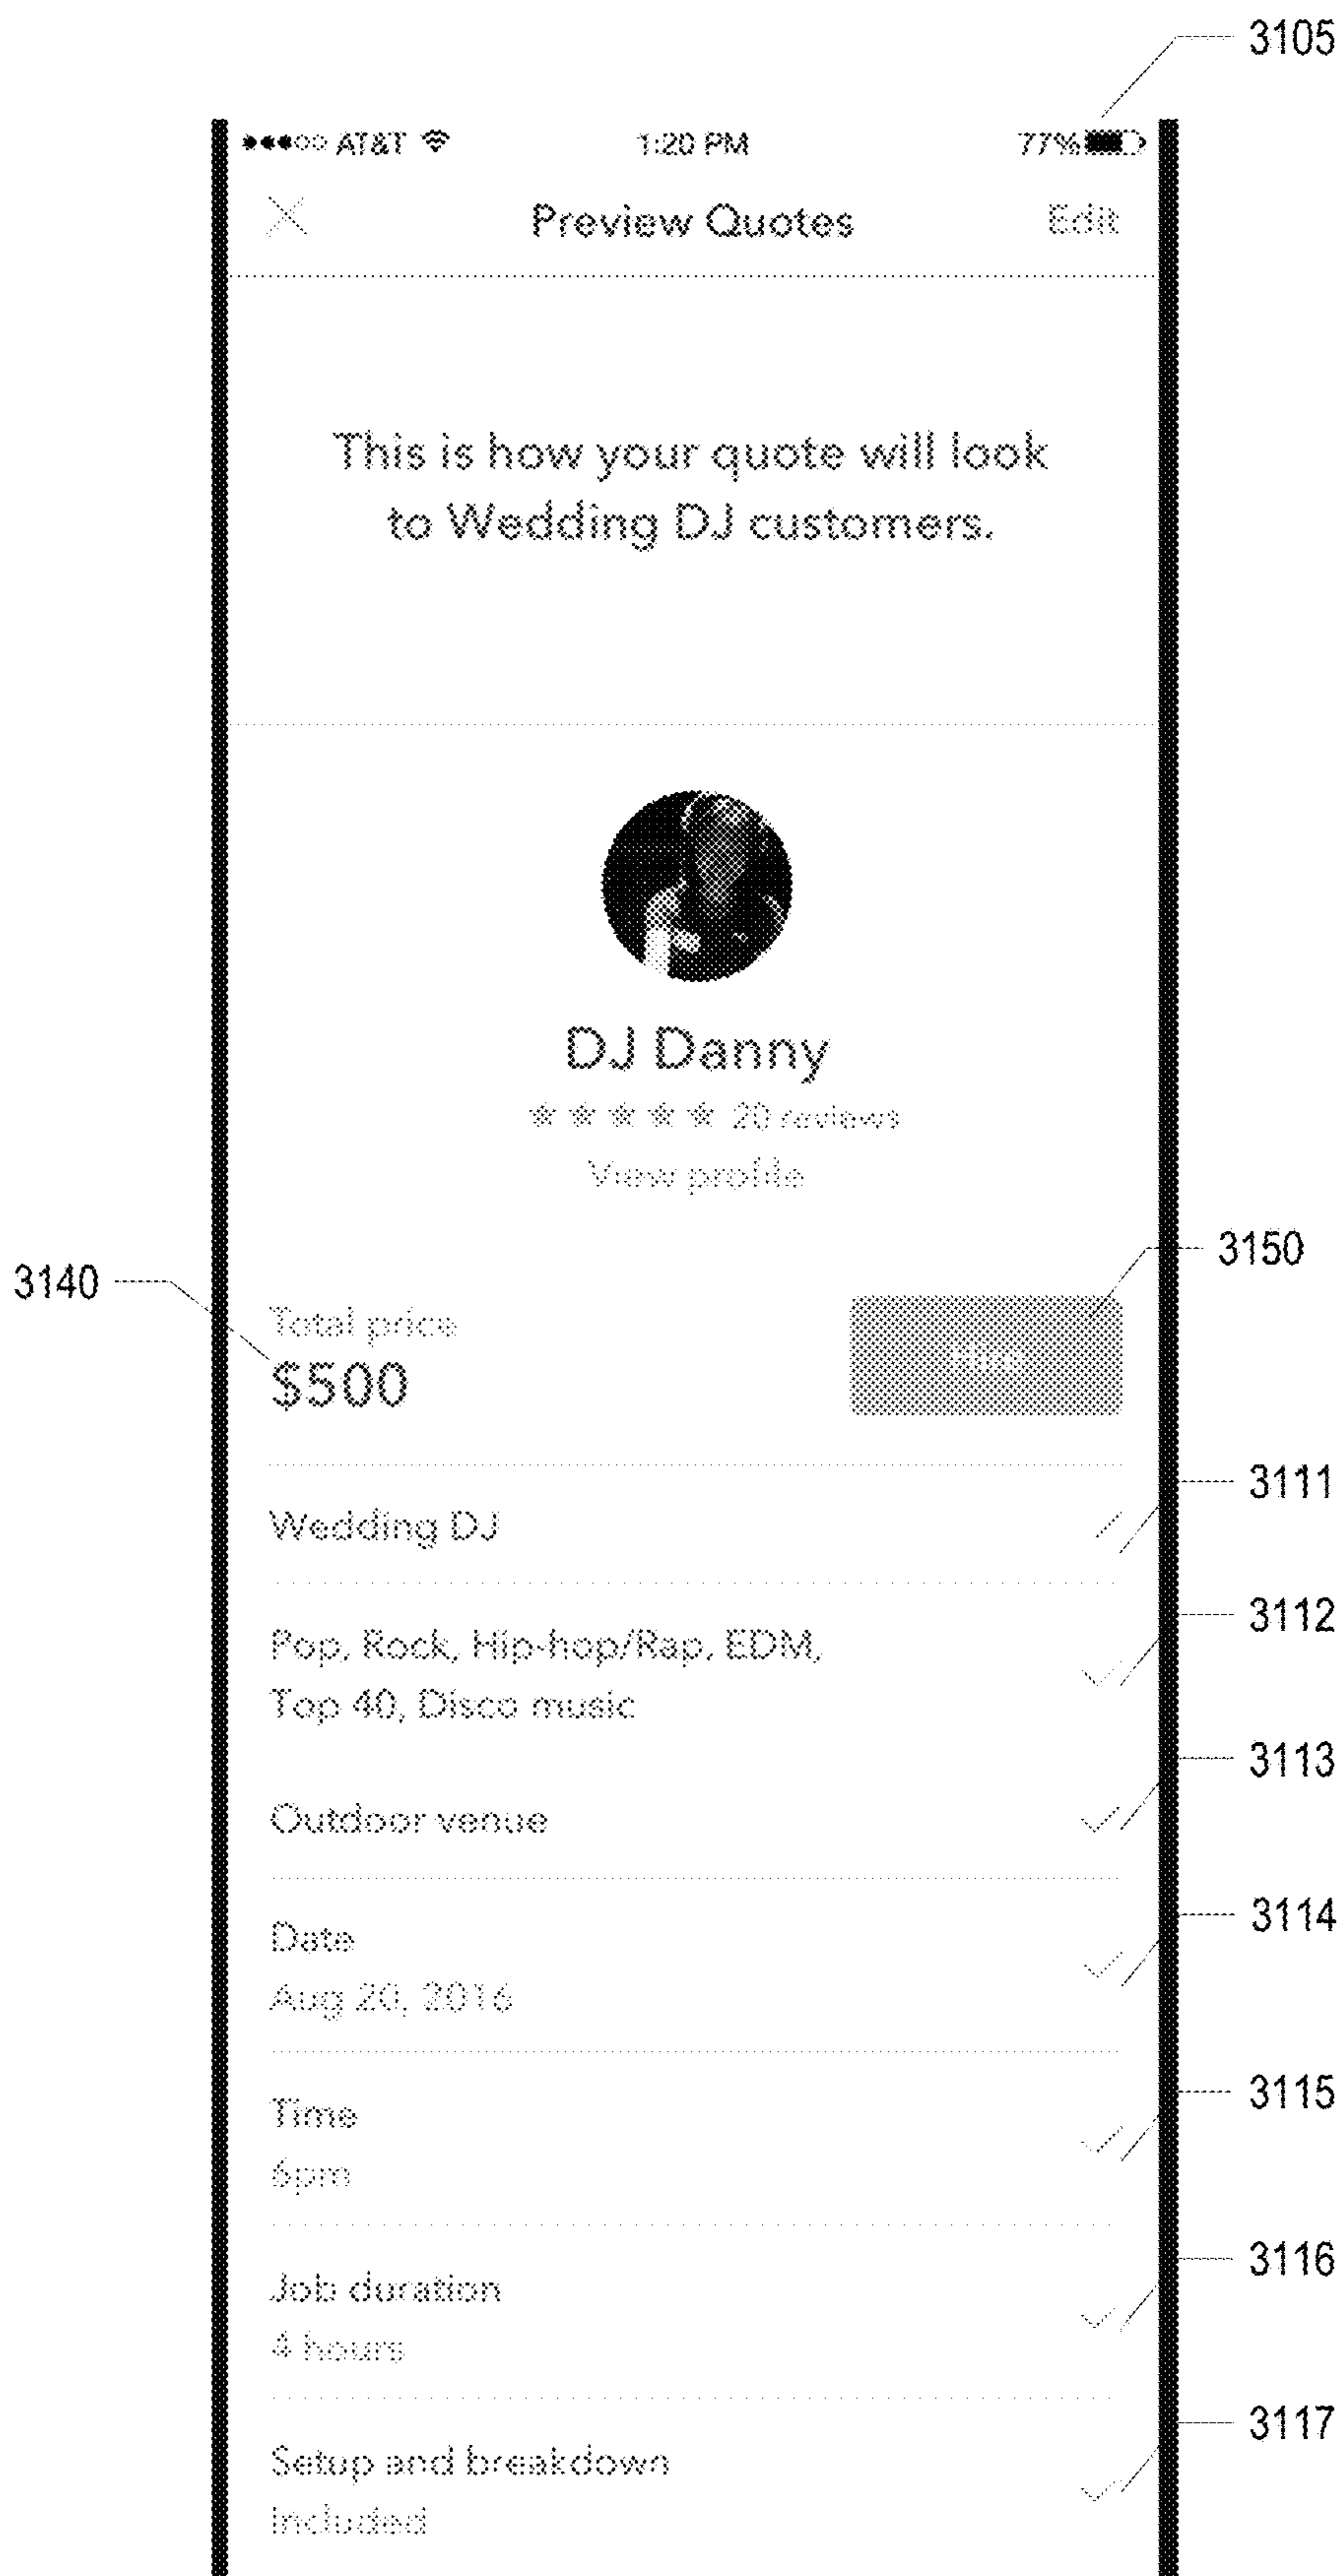 3105
AT&T 1:20 PM 77%
Preview Quotes Edit
This is how your quote will look
to Wedding DJ customers.
DJ Danny
20 reviews
View profile
3150
3140
Total price
$500
3111
Wedding DJ
3112
Pop, Rock, Hip-hop/Rap, EDM,
Top 40, Disco music
3113
Outdoor venue
3114
Date
Aug 20, 2016
3115
Time
6pm
3116
Job duration
4 hours
3117
Setup and breakdown
Included